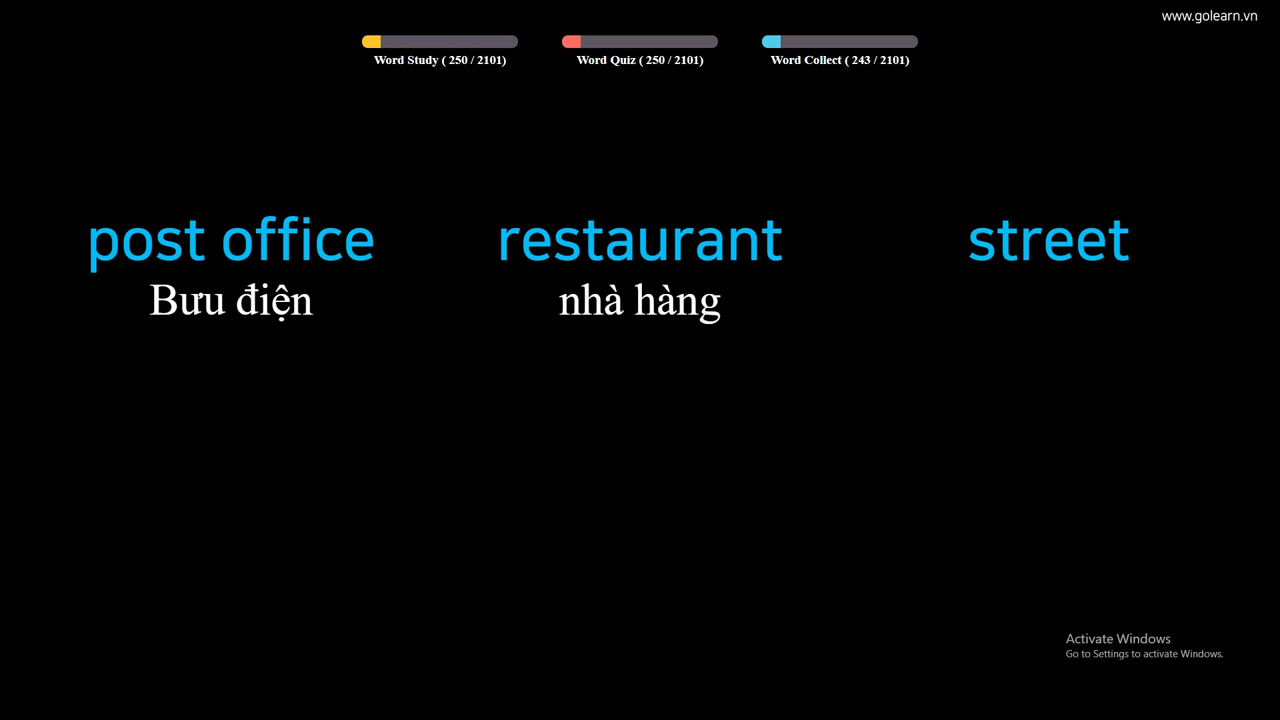 www.golearn.vn
Word Study ( 250 / 2101)
Word Quiz ( 250 / 2101)
Word Collect ( 243 / 2101)
post office
restaurant
street
Bưu điện
nhà hàng
Activate Windows
Go to Settings to activate Windows.